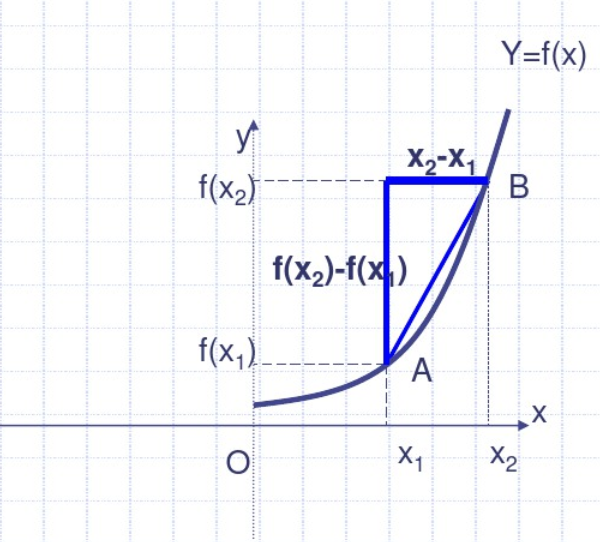 Y=f(x)
y
x₂-x₁
f(x₂)
B
f(x₂)-f(x₁)
f(x₁)
A
x
O
x₁
x₂